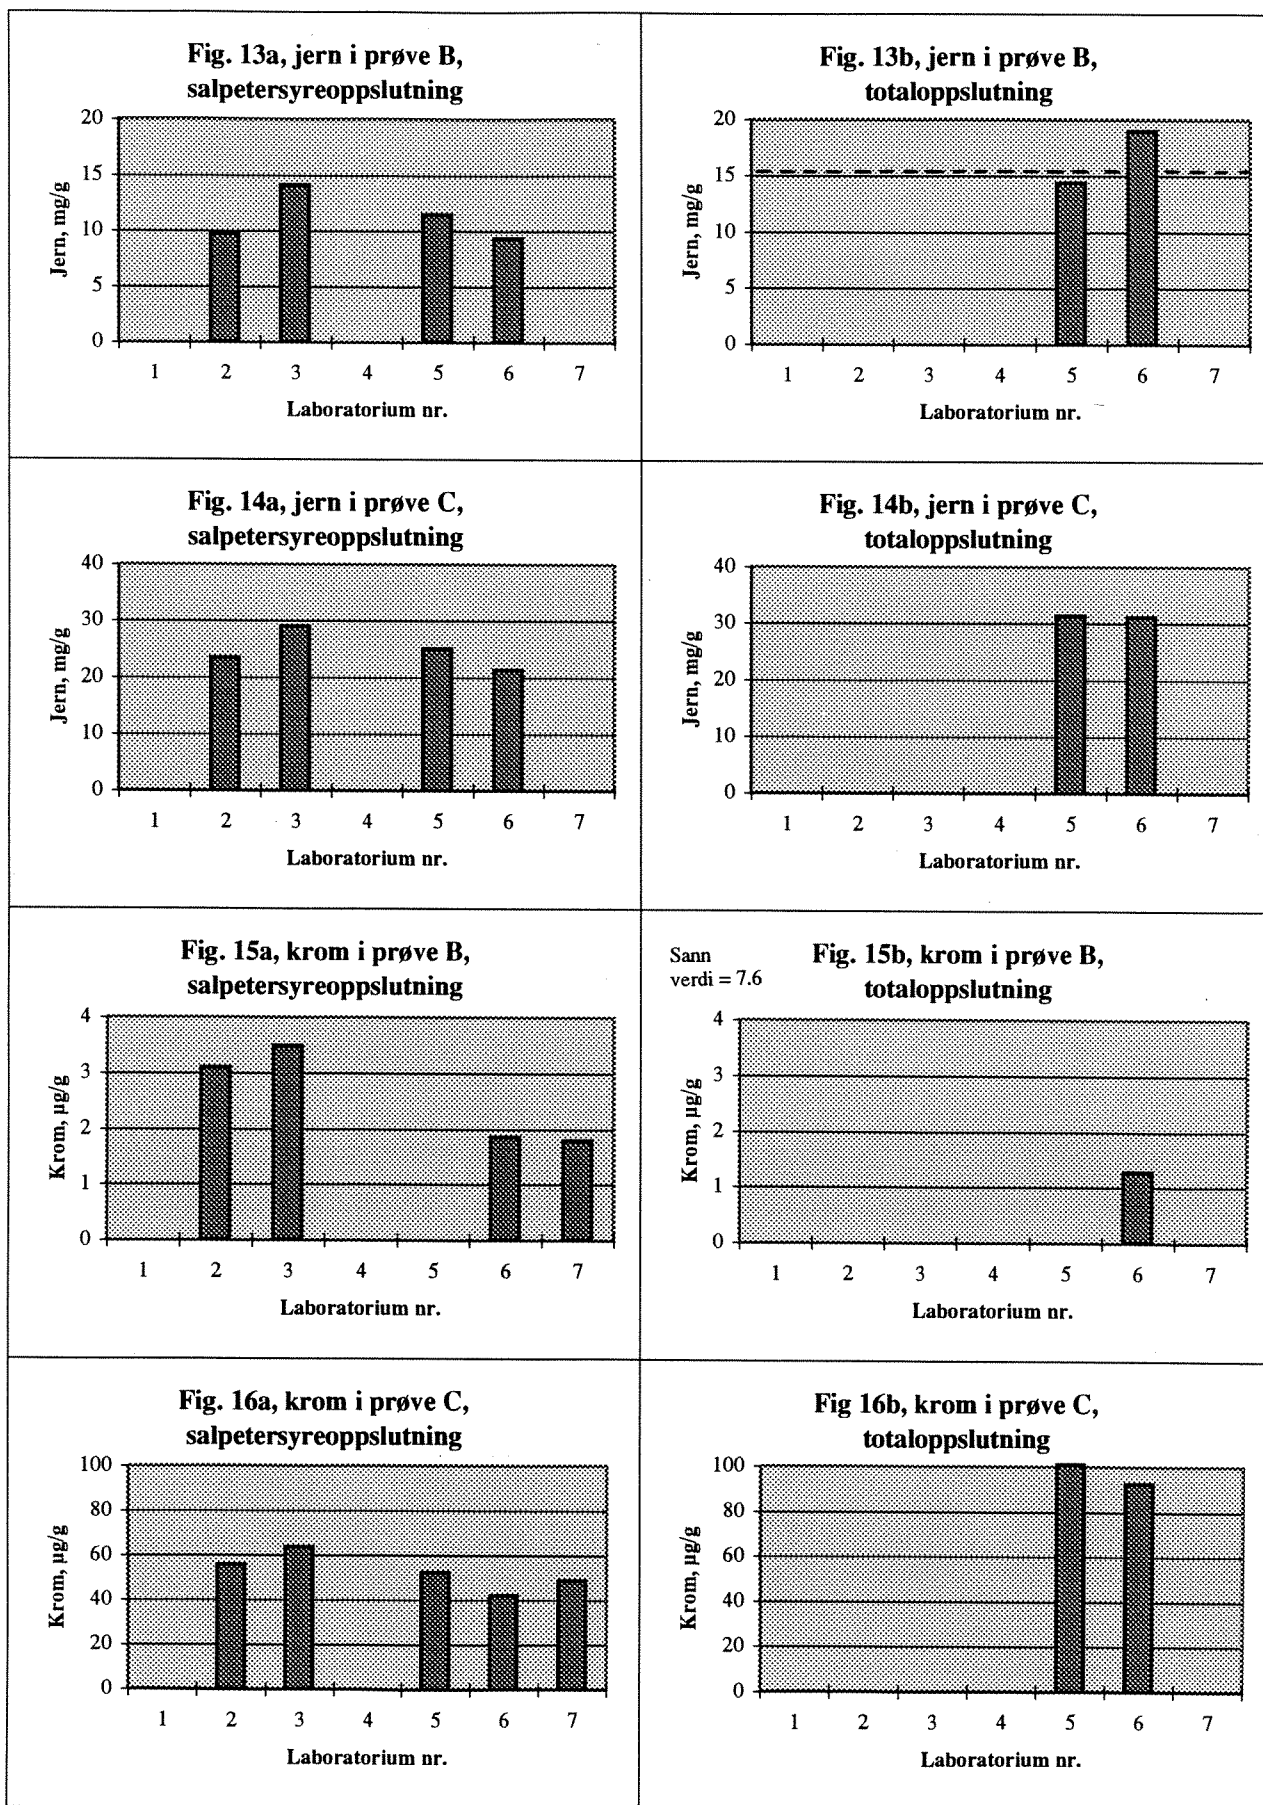 Fig. 13a, jern i prøve B,
salpetersyreoppslutning
20
15
10
5
0
Jern, mg/g
1 2 3 4 5 6 7
Laboratorium nr.
Fig. 13b, jern i prøve B,
totaloppslutning
20
15
10
5
0
Jern, mg/g
1 2 3 4 5 6 7
Laboratorium nr.
Fig. 14a, jern i prøve C,
salpetersyreoppslutning
40
30
20
10
0
Jern, mg/g
1 2 3 4 5 6 7
Laboratorium nr.
Fig. 14b, jern i prøve C,
totaloppslutning
40
30
20
10
0
Jern, mg/g
1 2 3 4 5 6 7
Laboratorium nr.
Fig. 15a, krom i prøve B,
salpetersyreoppslutning
4
3
2
1
0
Krom, µg/g
1 2 3 4 5 6 7
Laboratorium nr.
Sann
verdi = 7.6
Fig. 15b, krom i prøve B,
totaloppslutning
4
3
2
1
0
Krom, µg/g
1 2 3 4 5 6 7
Laboratorium nr.
Fig. 16a, krom i prøve C,
salpetersyreoppslutning
100
80
60
40
20
0
Krom, µg/g
1 2 3 4 5 6 7
Laboratorium nr.
Fig 16b, krom i prøve C,
totaloppslutning
100
80
60
40
20
0
Krom, µg/g
1 2 3 4 5 6 7
Laboratorium nr.